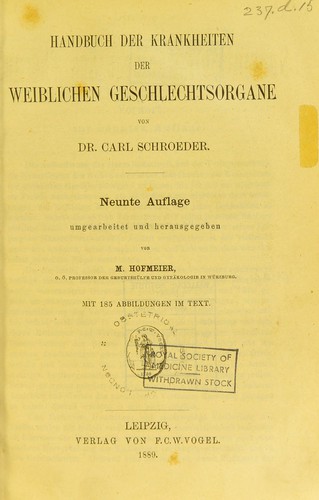 237.d.15
HANDBUCH DER KRANKHEITEN
DER
WEIBLICHEN GESCHLECHTSORGANE
VON
DR. CARL SCHROEDER.
Neunte Auflage
umgearbeitet und herausgegeben
von
M. HOFMEIER,
O. Ö. PROFESSOR DER GEBURTSHÜLFE UND GYNÄKOLOGIE IN WÜRZBURG.
MIT 185 ABBILDUNGEN IM TEXT.
OBSTETRICAL
LONDON
ROYAL SOCIETY OF
MEDICINE LIBRARY
WITHDRAWN STOCK
LEIPZIG,
VERLAG VON F. C. W. VOGEL.
1889.